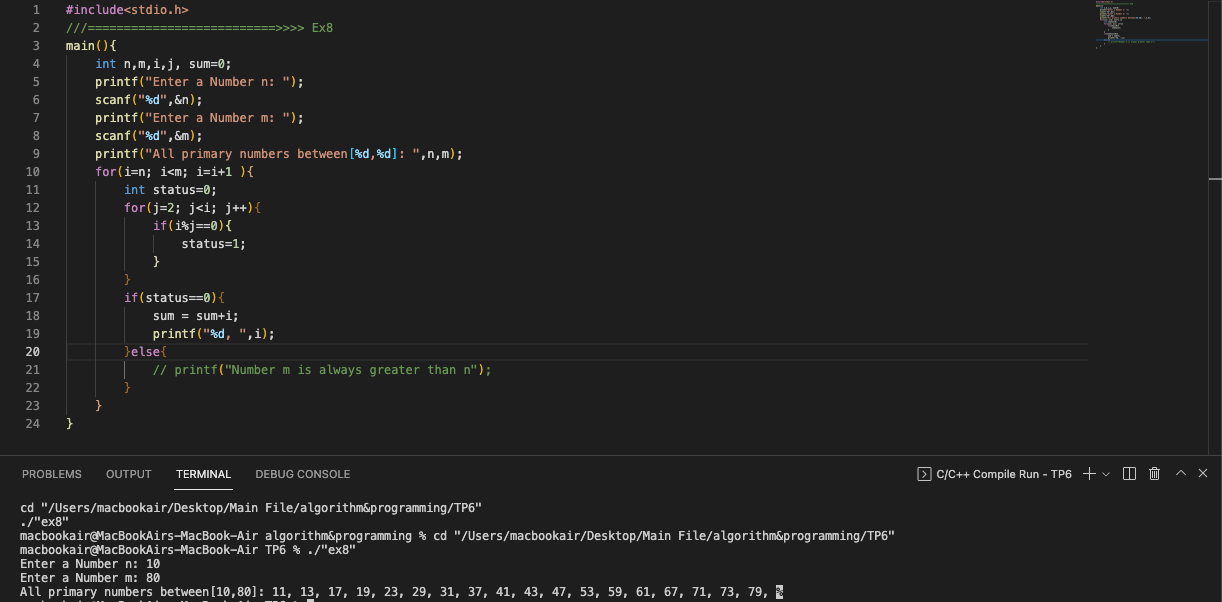 1 #include<stdio.h>
2 ///==========================>>>> Ex8
3 main(){
4 int n,m,i,j, sum=0;
5 printf("Enter a Number n: ");
6 scanf("%d",&n);
7 printf("Enter a Number m: ");
8 scanf("%d",&m);
9 printf("All primary numbers between[%d,%d]: ",n,m);
10 for(i=n; i<m; i=i+1 ){
11 int status=0;
12 for(j=2; j<i; j++){
13 if(i%j==0){
14 status=1;
15 }
16 }
17 if(status==0){
18 sum = sum+i;
19 printf("%d, ",i);
20 }else{
21 // printf("Number m is always greater than n");
22 }
23 }
24 }
PROBLEMS OUTPUT TERMINAL DEBUG CONSOLE C/C++ Compile Run - TP6
cd "/Users/macbookair/Desktop/Main File/algorithm&programming/TP6"
./"ex8"
macbookair@MacBookAirs-MacBook-Air algorithm&programming % cd "/Users/macbookair/Desktop/Main File/algorithm&programming/TP6"
macbookair@MacBookAirs-MacBook-Air TP6 % ./"ex8"
Enter a Number n: 10
Enter a Number m: 80
All primary numbers between[10,80]: 11, 13, 17, 19, 23, 29, 31, 37, 41, 43, 47, 53, 59, 61, 67, 71, 73, 79, %